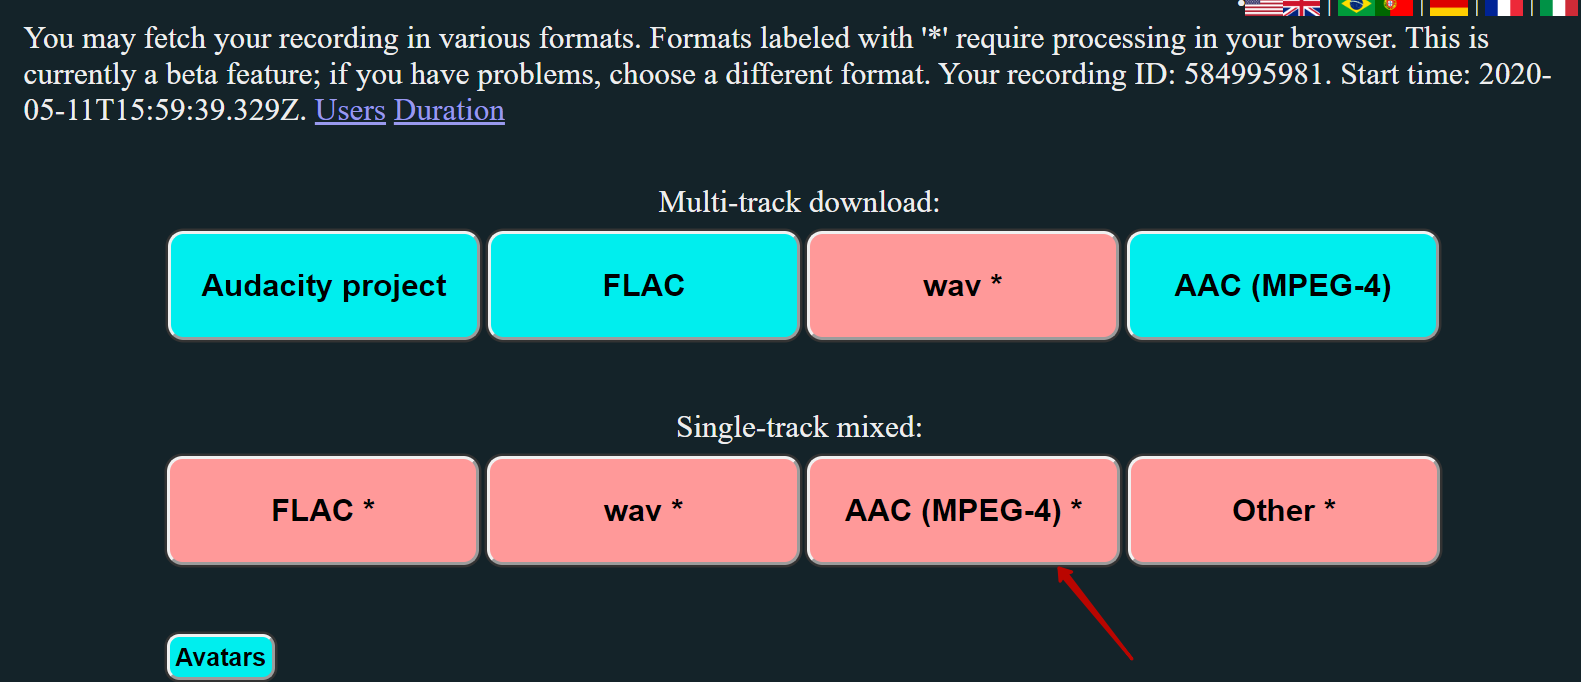 You may fetch your recording in various formats. Formats labeled with '*' require processing in your browser. This is
currently a beta feature; if you have problems, choose a different format. Your recording ID: 584995981. Start time: 2020-
05-11T15:59:39.329Z. Users Duration
Multi-track download:
Audacity project FLAC wav * AAC (MPEG-4)
Single-track mixed:
FLAC * wav * AAC (MPEG-4) * Other *
Avatars